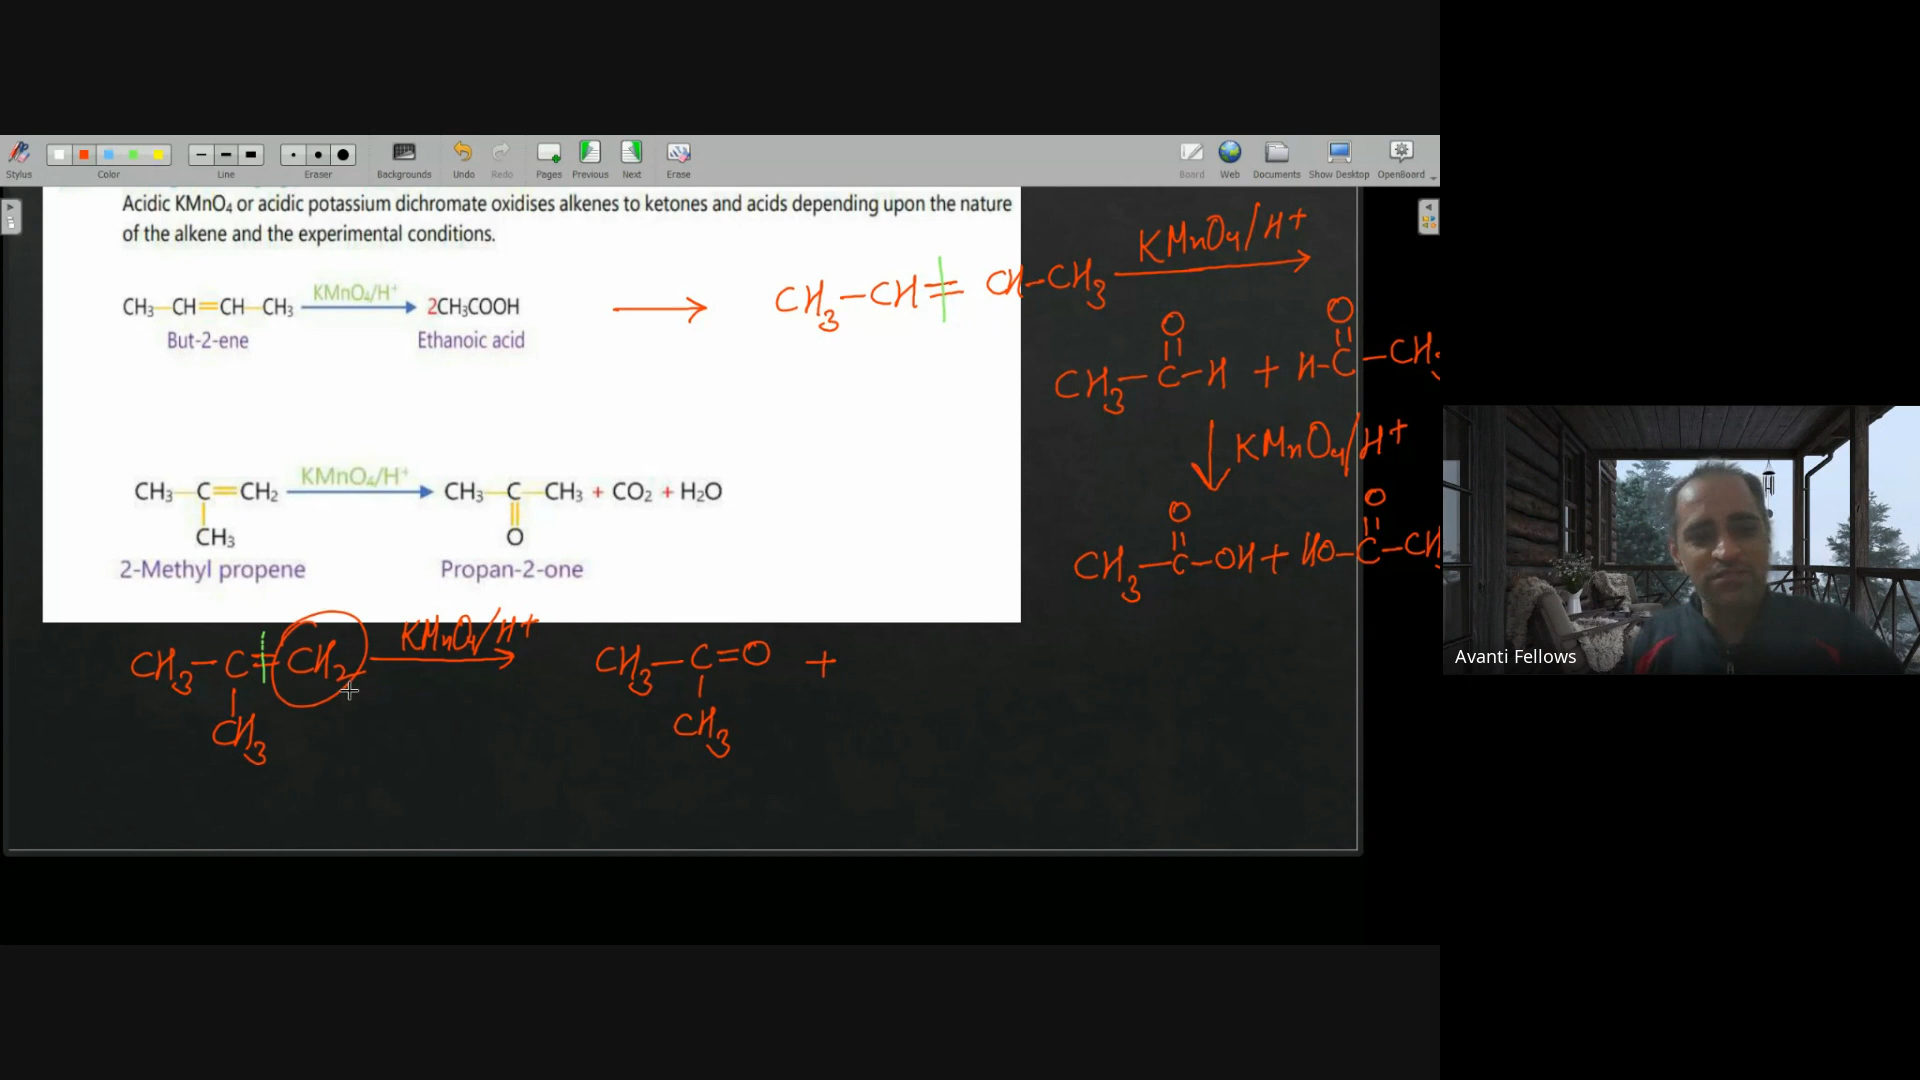 Stylus
Color
Line
Eraser
Backgrounds
Undo
Redo
Pages
Previous
Next
Erase
Board
Web
Documents
Show Desktop
OpenBoard
Acidic KMnO₄ or acidic potassium dichromate oxidises alkenes to ketones and acids depending upon the nature
of the alkene and the experimental conditions.
CH₃—CH=CH—CH₃ KMnO₄/H⁺ → 2CH₃COOH
But-2-ene
Ethanoic acid
→ CH₃—CH=CH—CH₃ KMnO₄/H⁺ →
CH₃—C(=O)—H + H—C(=O)—CH₃
↓ KMnO₄/H⁺
CH₃—C(=O)—OH + HO—C(=O)—CH
CH₃—C=CH₂ KMnO₄/H⁺ → CH₃—C—CH₃ + CO₂ + H₂O
CH₃
O
2-Methyl propene
Propan-2-one
CH₃—C=CH₂ KMnO₄/H⁺ → CH₃—C=O +
CH₃
CH₃
Avanti Fellows